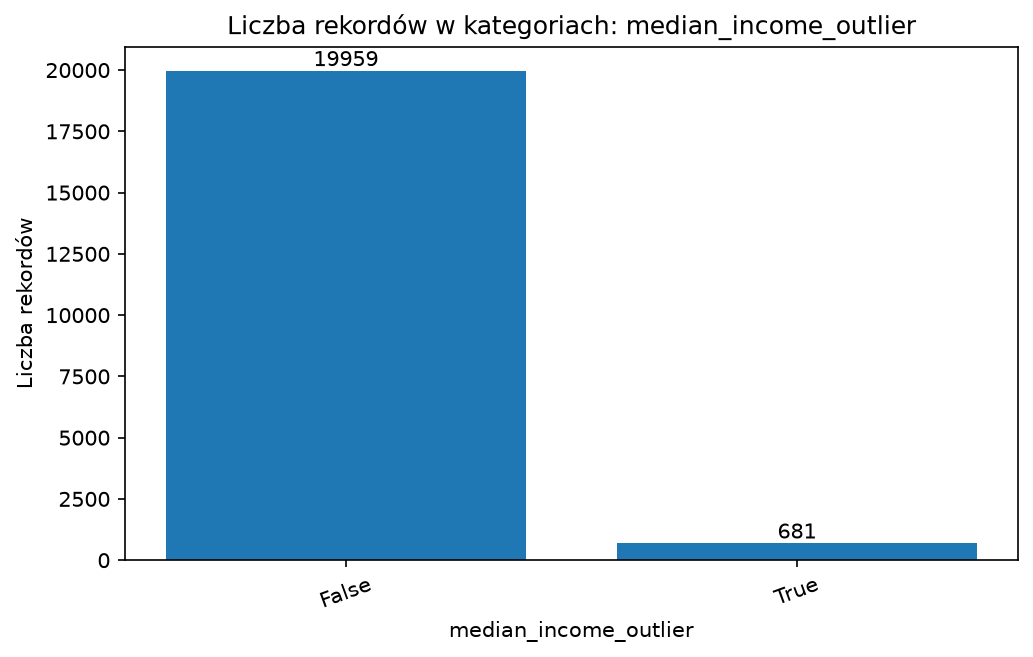 Liczba rekordów w kategoriach: median_income_outlier
19959
681
20000
17500
15000
12500
10000
7500
5000
2500
0
Liczba rekordów
False
True
median_income_outlier